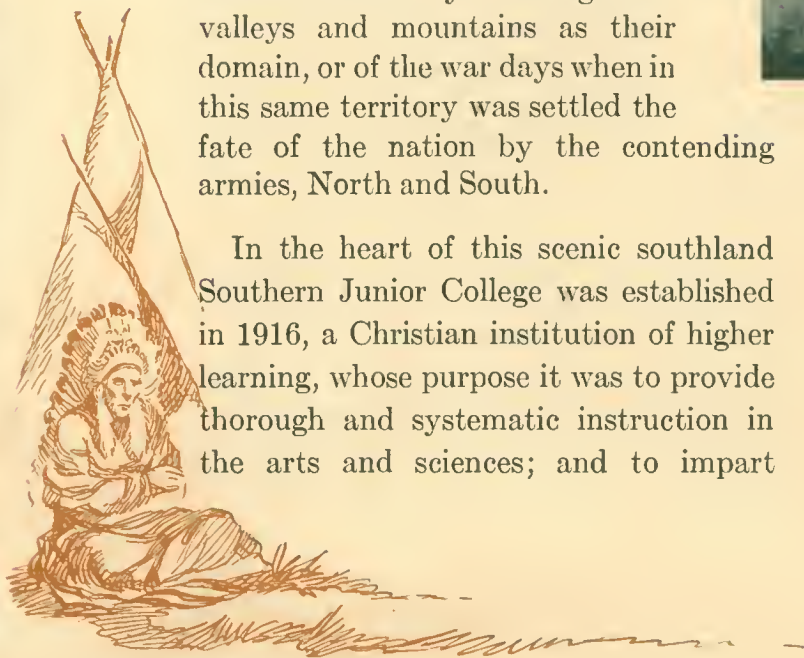 valleys and mountains as their
domain, or of the war days when in
this same territory was settled the
fate of the nation by the contending
armies, North and South.
In the heart of this scenic southland
Southern Junior College was established
in 1916, a Christian institution of higher
learning, whose purpose it was to provide
thorough and systematic instruction in
the arts and sciences; and to impart